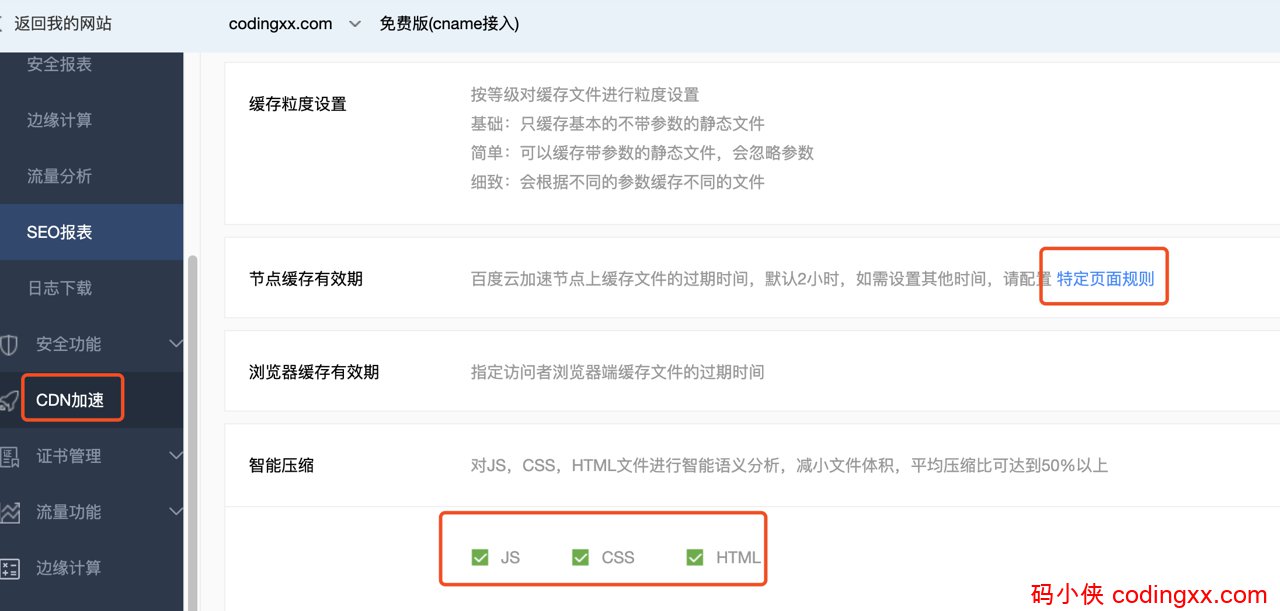 返回我的网站
codingxx.com
免费版(cname接入)
安全报表
边缘计算
流量分析
SEO报表
日志下载
安全功能
CDN加速
证书管理
流量功能
边缘计算
缓存粒度设置
按等级对缓存文件进行粒度设置
基础：只缓存基本的不带参数的静态文件
简单：可以缓存带参数的静态文件，会忽略参数
细致：会根据不同的参数缓存不同的文件
节点缓存有效期
百度云加速节点上缓存文件的过期时间，默认2小时，如需设置其他时间，请配置 特定页面规则
浏览器缓存有效期
指定访问者浏览器端缓存文件的过期时间
智能压缩
对JS，CSS，HTML文件进行智能语义分析，减小文件体积，平均压缩比可达到50%以上
JS CSS HTML
码小侠 codingxx.com